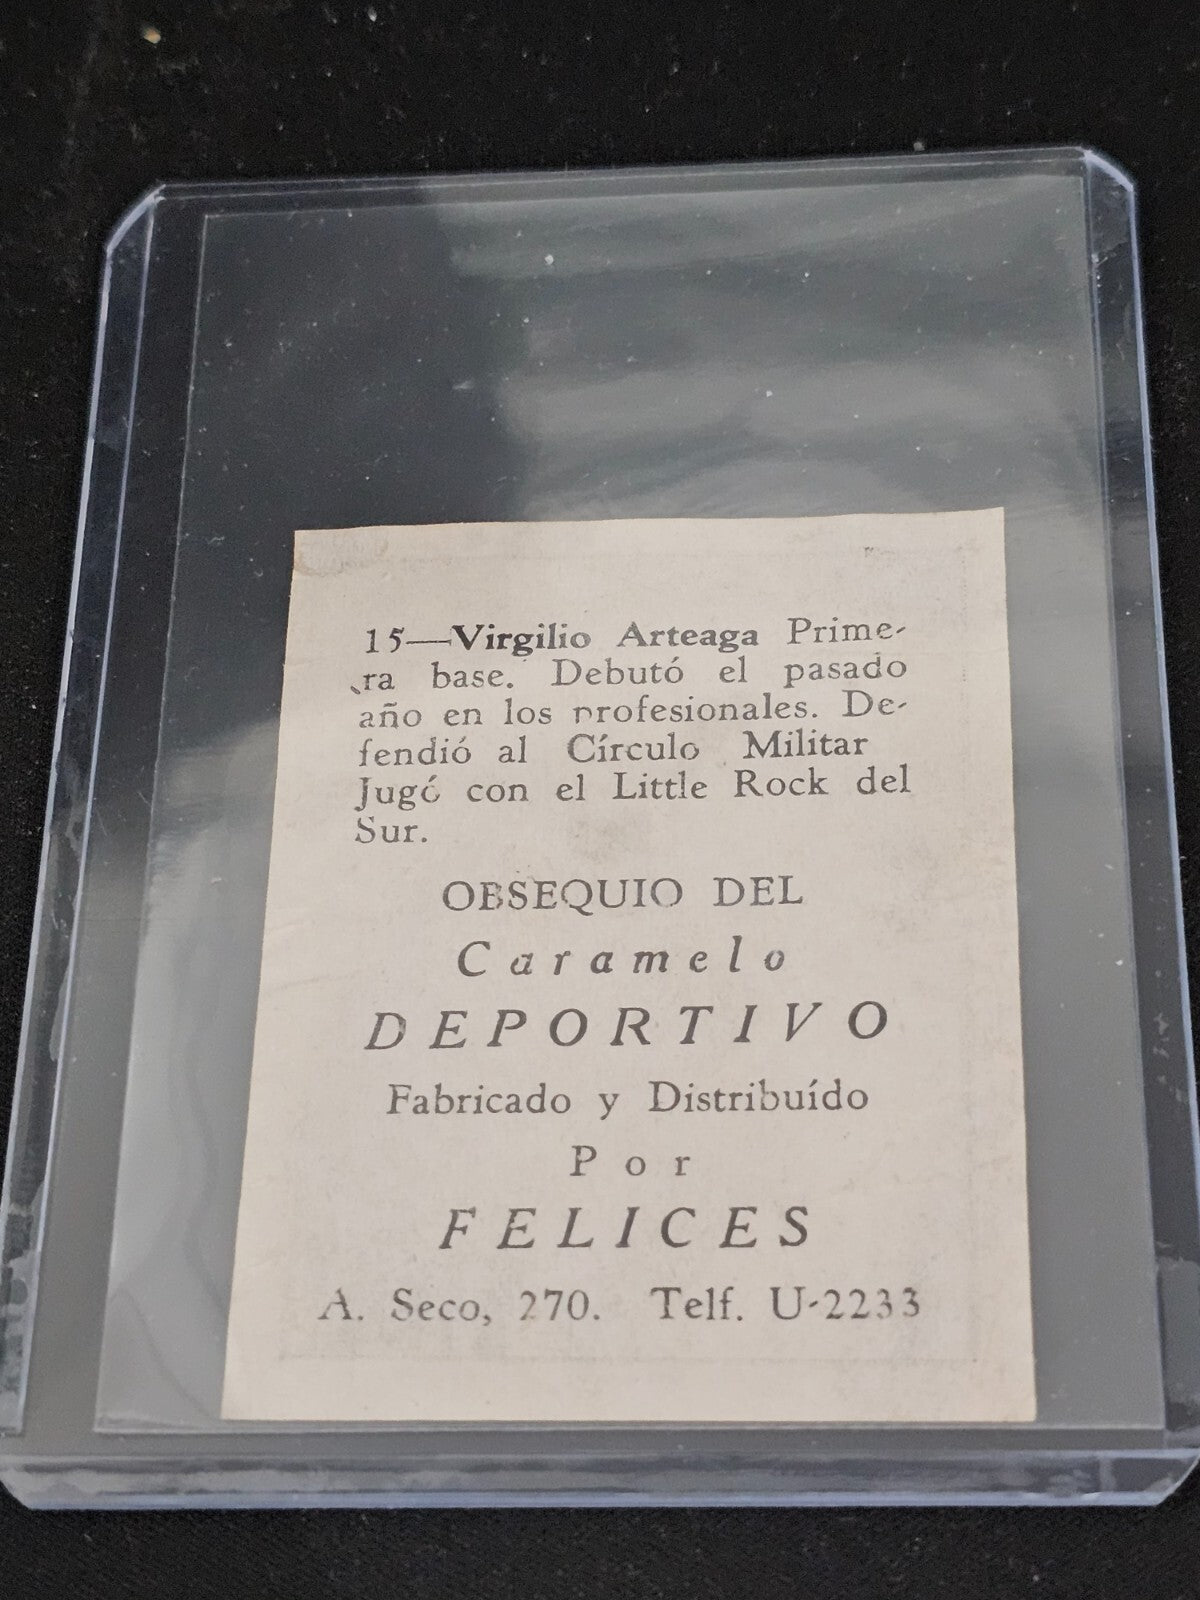 15—Virgilio Arteaga Prime-
ra base. Debutó el pasado
año en los profesionales. De-
fendió al Círculo Militar
Jugó con el Little Rock del
Sur.
OBSEQUIO DEL
Caramelo
DEPORTIVO
Fabricado y Distribuído
Por
FELICES
A. Seco, 270. Telf. U-2233